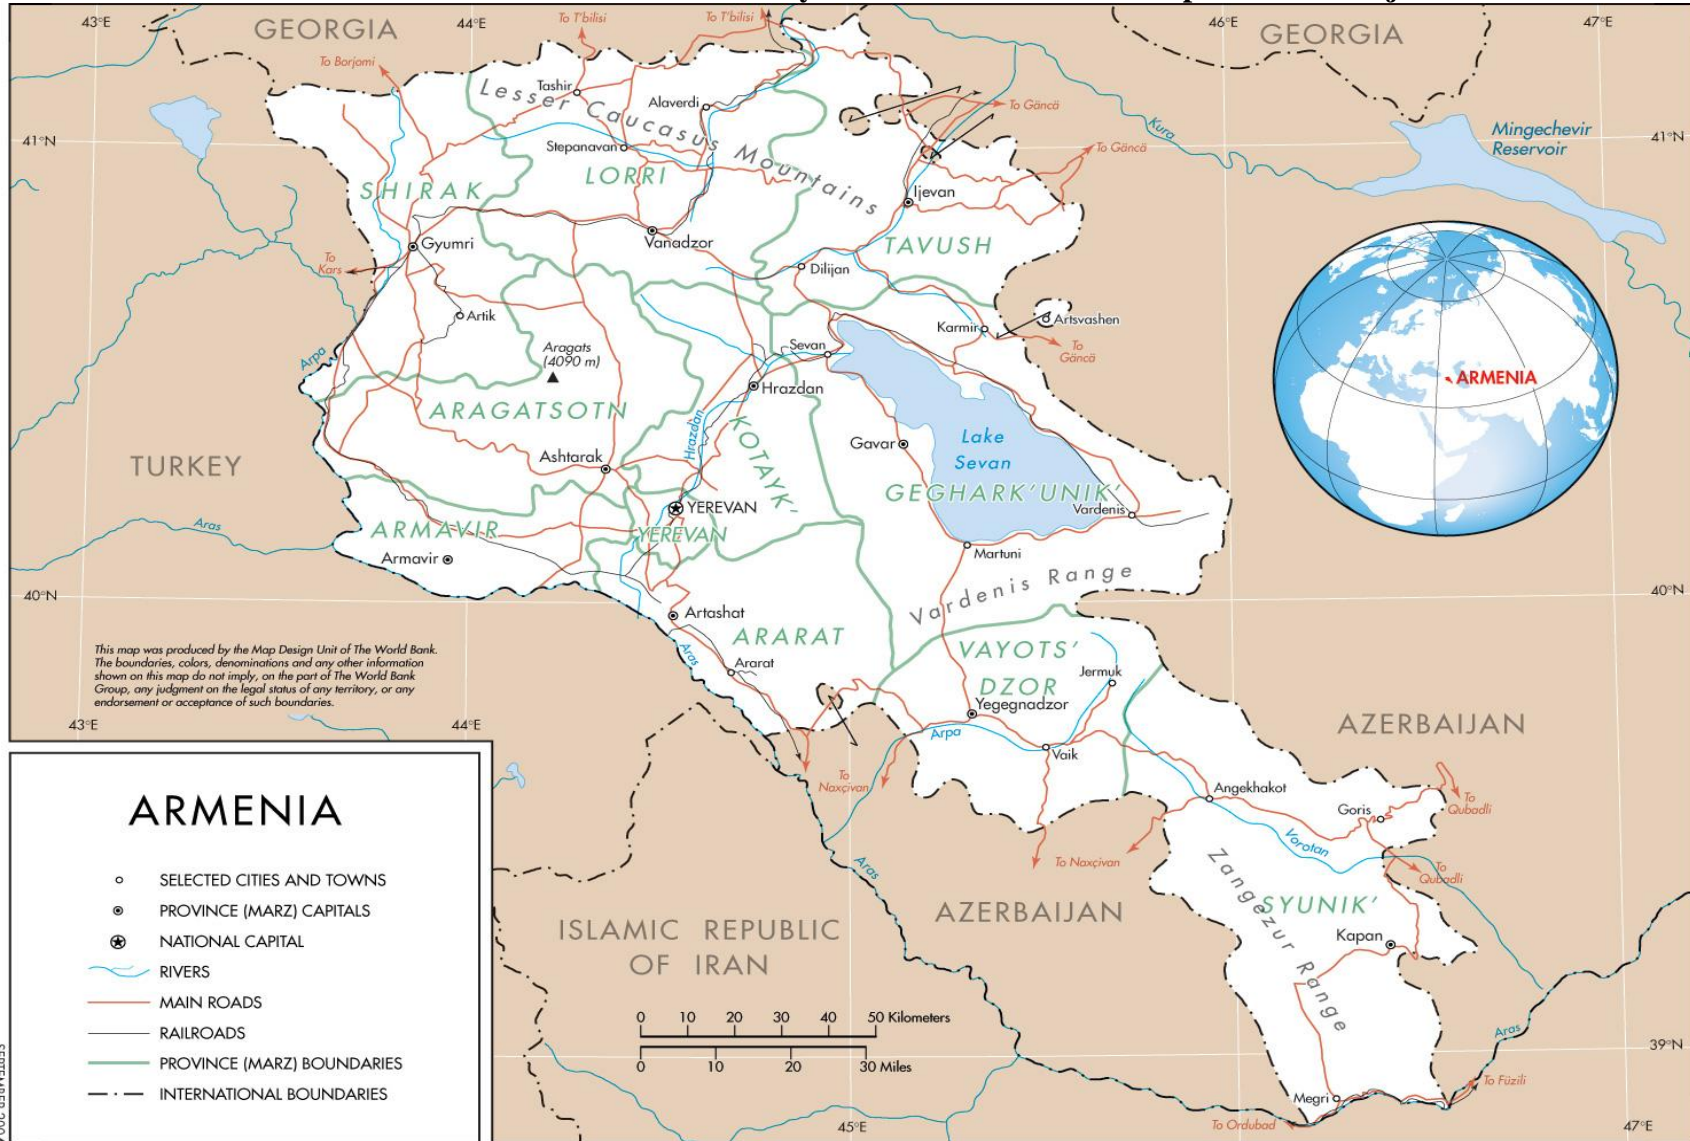 43°E
44°E
46°E
47°E
GEORGIA
GEORGIA
To T'bilisi
To T'bilisi
To Borjomi
Tashir
Lesser Caucasus Mountains
Alaverdi
To Gäncä
41°N
Stepanavan
Kura
To Gäncä
Mingechevir
Reservoir
41°N
SHIRAK
LORRI
Ijevan
Gyumri
Vanadzor
TAVUSH
To
Kars
Dilijan
Artik
Karmir
Artsvashen
Arpa
Aragats
(4090 m)
Sevan
To
Gäncä
Hrazdan
ARMENIA
ARAGATSOTN
Hrazdan
KOTAYK'
Gavar
Lake
Sevan
TURKEY
Ashtarak
GEGHARK'UNIK'
Vardenis
Aras
ARMAVIR
YEREVAN
YEREVAN
Armavir
Martuni
40°N
Vardenis Range
40°N
Artashat
ARARAT
Aras
Ararat
VAYOTS'
DZOR
Jermuk
Yegegnadzor
This map was produced by the Map Design Unit of The World Bank.
The boundaries, colors, denominations and any other information
shown on this map do not imply, on the part of The World Bank
Group, any judgment on the legal status of any territory, or any
endorsement or acceptance of such boundaries.
43°E
44°E
Arpa
Vaik
AZERBAIJAN
To
Naxçivan
Angekhakot
Goris
To
Qubadli
Vorotan
To Naxçivan
To
Qubadli
Aras
Zangezur Range
SYUNIK'
Kapan
AZERBAIJAN
ISLAMIC REPUBLIC
OF IRAN
ARMENIA
SELECTED CITIES AND TOWNS
PROVINCE (MARZ) CAPITALS
NATIONAL CAPITAL
RIVERS
MAIN ROADS
RAILROADS
PROVINCE (MARZ) BOUNDARIES
INTERNATIONAL BOUNDARIES
0 10 20 30 40 50 Kilometers
0 10 20 30 Miles
Aras
39°N
Megri
To Füzili
To Ordubad
45°E
47°E